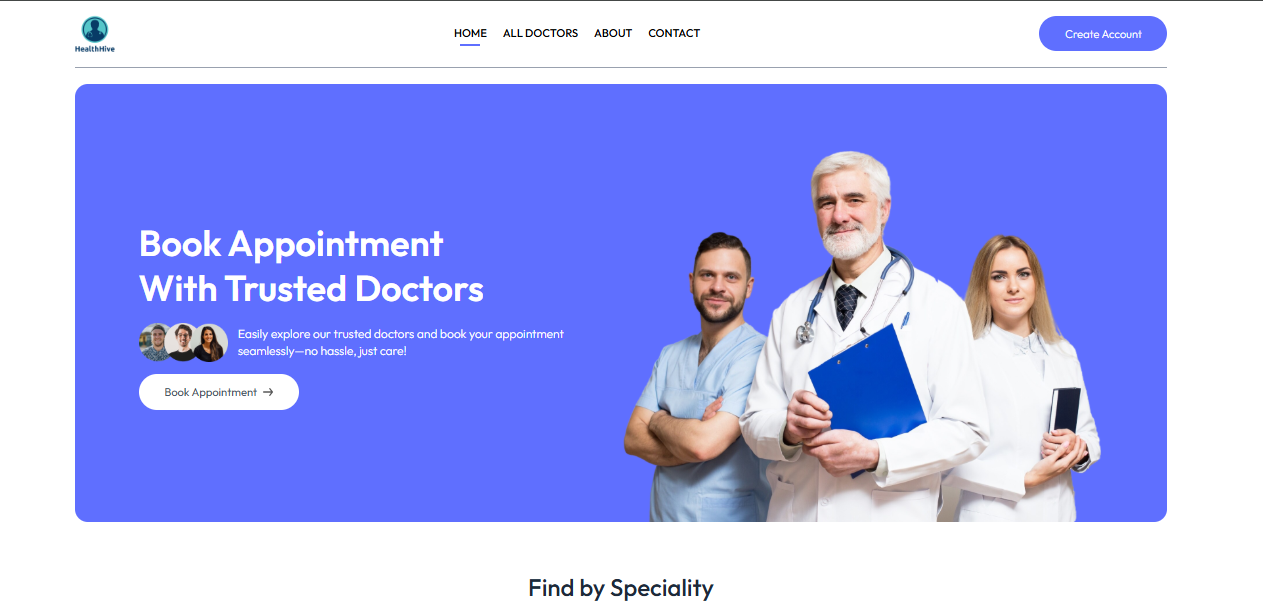 HealthHive
HOME
ALL DOCTORS
ABOUT
CONTACT
Create Account
Book Appointment
With Trusted Doctors
Easily explore our trusted doctors and book your appointment
seamlessly—no hassle, just care!
Book Appointment →
Find by Speciality